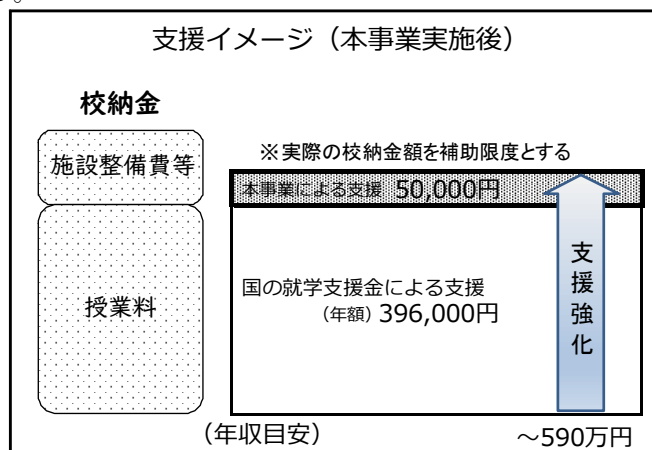 支援イメージ（本事業実施後）
校納金
施設整備費等
※実際の校納金額を補助限度とする
本事業による支援 50,000円
国の就学支援金による支援
（年額）396,000円
授業料
支援強化
（年収目安）
～590万円